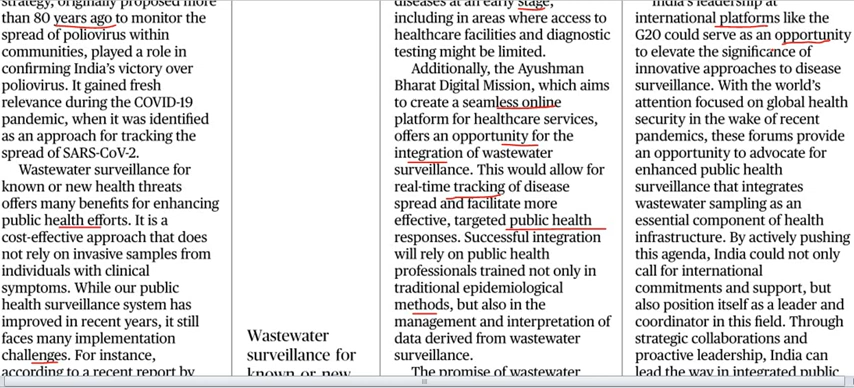 strategy, originally proposed more
than 80 years ago to monitor the
spread of poliovirus within
communities, played a role in
confirming India's victory over
poliovirus. It gained fresh
relevance during the COVID-19
pandemic, when it was identified
as an approach for tracking the
spread of SARS-CoV-2.
Wastewater surveillance for
known or new health threats
offers many benefits for enhancing
public health efforts. It is a
cost-effective approach that does
not rely on invasive samples from
individuals with clinical
symptoms. While our public
health surveillance system has
improved in recent years, it still
faces many implementation
challenges. For instance,
according to a recent report by
Wastewater
surveillance for
known or new
diseases at an early stage,
including in areas where access to
healthcare facilities and diagnostic
testing might be limited.
Additionally, the Ayushman
Bharat Digital Mission, which aims
to create a seamless online
platform for healthcare services,
offers an opportunity for the
integration of wastewater
surveillance. This would allow for
real-time tracking of disease
spread and facilitate more
effective, targeted public health
responses. Successful integration
will rely on public health
professionals trained not only in
traditional epidemiological
methods, but also in the
management and interpretation of
data derived from wastewater
surveillance.
The promise of wastewater
India's leadership at
international platforms like the
G20 could serve as an opportunity
to elevate the significance of
innovative approaches to disease
surveillance. With the world's
attention focused on global health
security in the wake of recent
pandemics, these forums provide
an opportunity to advocate for
enhanced public health
surveillance that integrates
wastewater sampling as an
essential component of health
infrastructure. By actively pushing
this agenda, India could not only
call for international
commitments and support, but
also position itself as a leader and
coordinator in this field. Through
strategic collaborations and
proactive leadership, India can
lead the way in integrated public